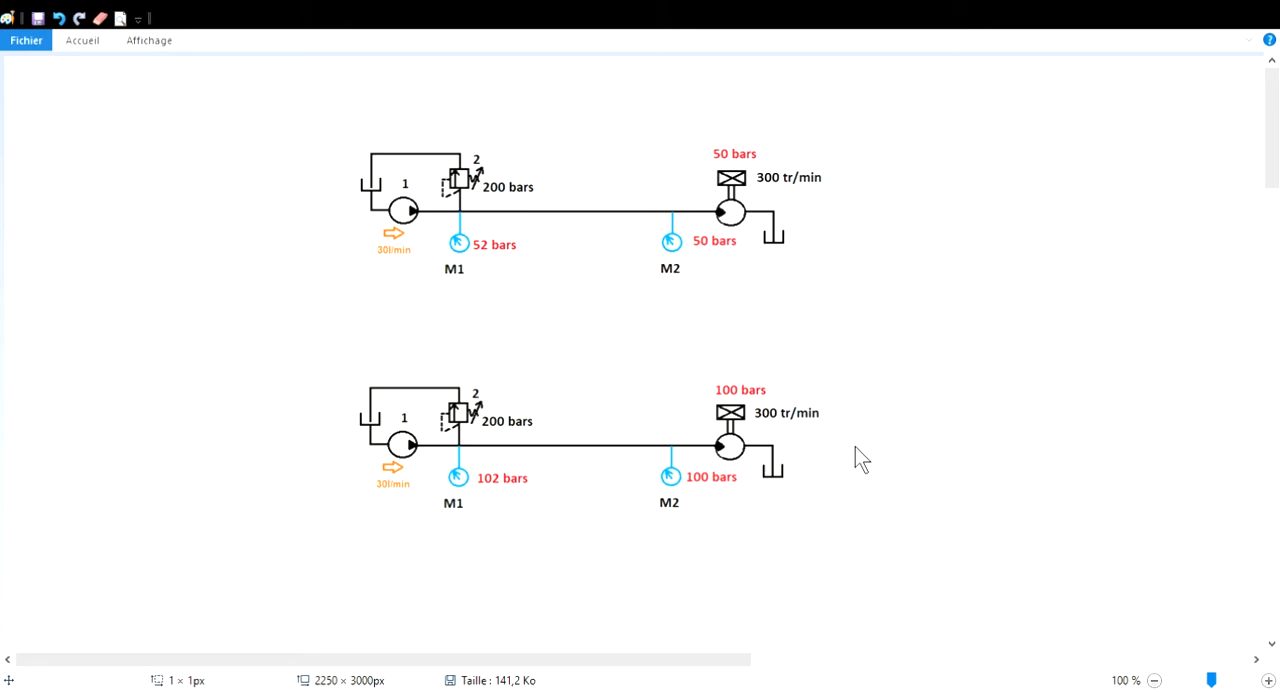 Fichier Accueil Affichage
50 bars
2
1
200 bars
300 tr/min
30l/min
52 bars
50 bars
M1
M2
100 bars
2
1
200 bars
300 tr/min
30l/min
102 bars
100 bars
M1
M2
1 × 1px
2250 × 3000px
Taille : 141,2 Ko
100 %